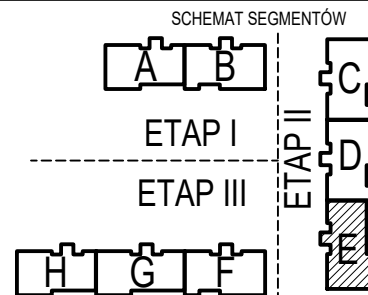 SCHEMAT SEGMENTÓW
A B
C
ETAP I
ETAP II
D
ETAP III
E
H G F